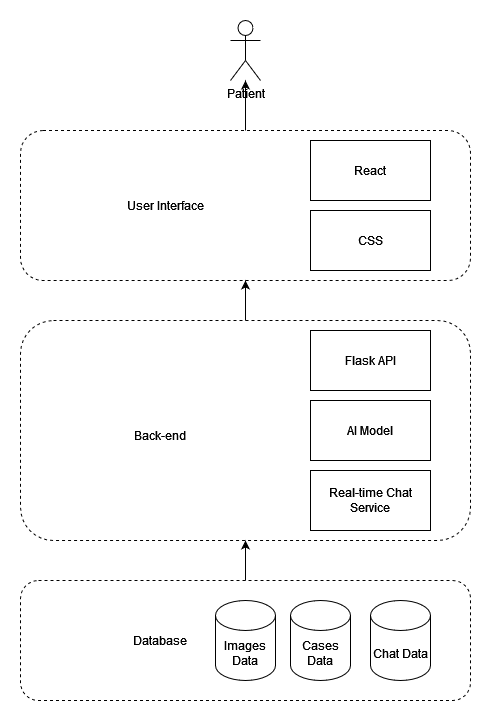 Patient
React
User Interface
CSS
Flask API
AI Model
Back-end
Real-time Chat
Service
Database
Images
Data
Cases
Data
Chat Data